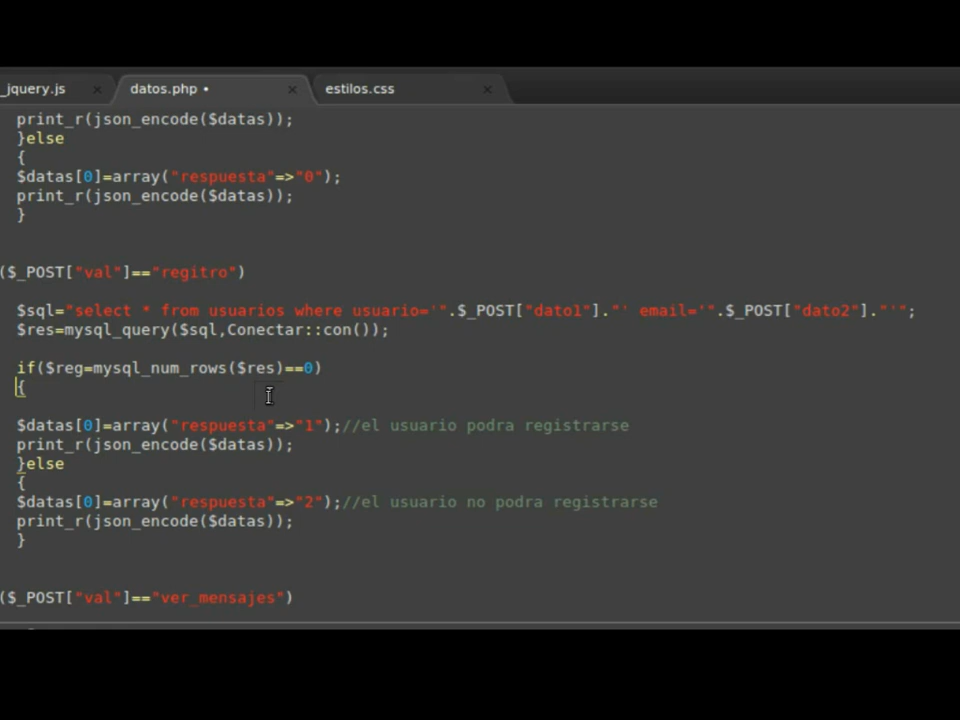 _jquery.js × datos.php • × estilos.css ×
print_r(json_encode($datas));
}else
{
$datas[0]=array("respuesta"=>"0");
print_r(json_encode($datas));
}
($_POST["val"]=="regitro")
$sql="select * from usuarios where usuario='".$_POST["dato1"]."' email='".$_POST["dato2"]."'";
$res=mysql_query($sql,Conectar::con());
if($reg=mysql_num_rows($res)==0)
{
$datas[0]=array("respuesta"=>"1");//el usuario podra registrarse
print_r(json_encode($datas));
}else
{
$datas[0]=array("respuesta"=>"2");//el usuario no podra registrarse
print_r(json_encode($datas));
}
($_POST["val"]=="ver_mensajes")